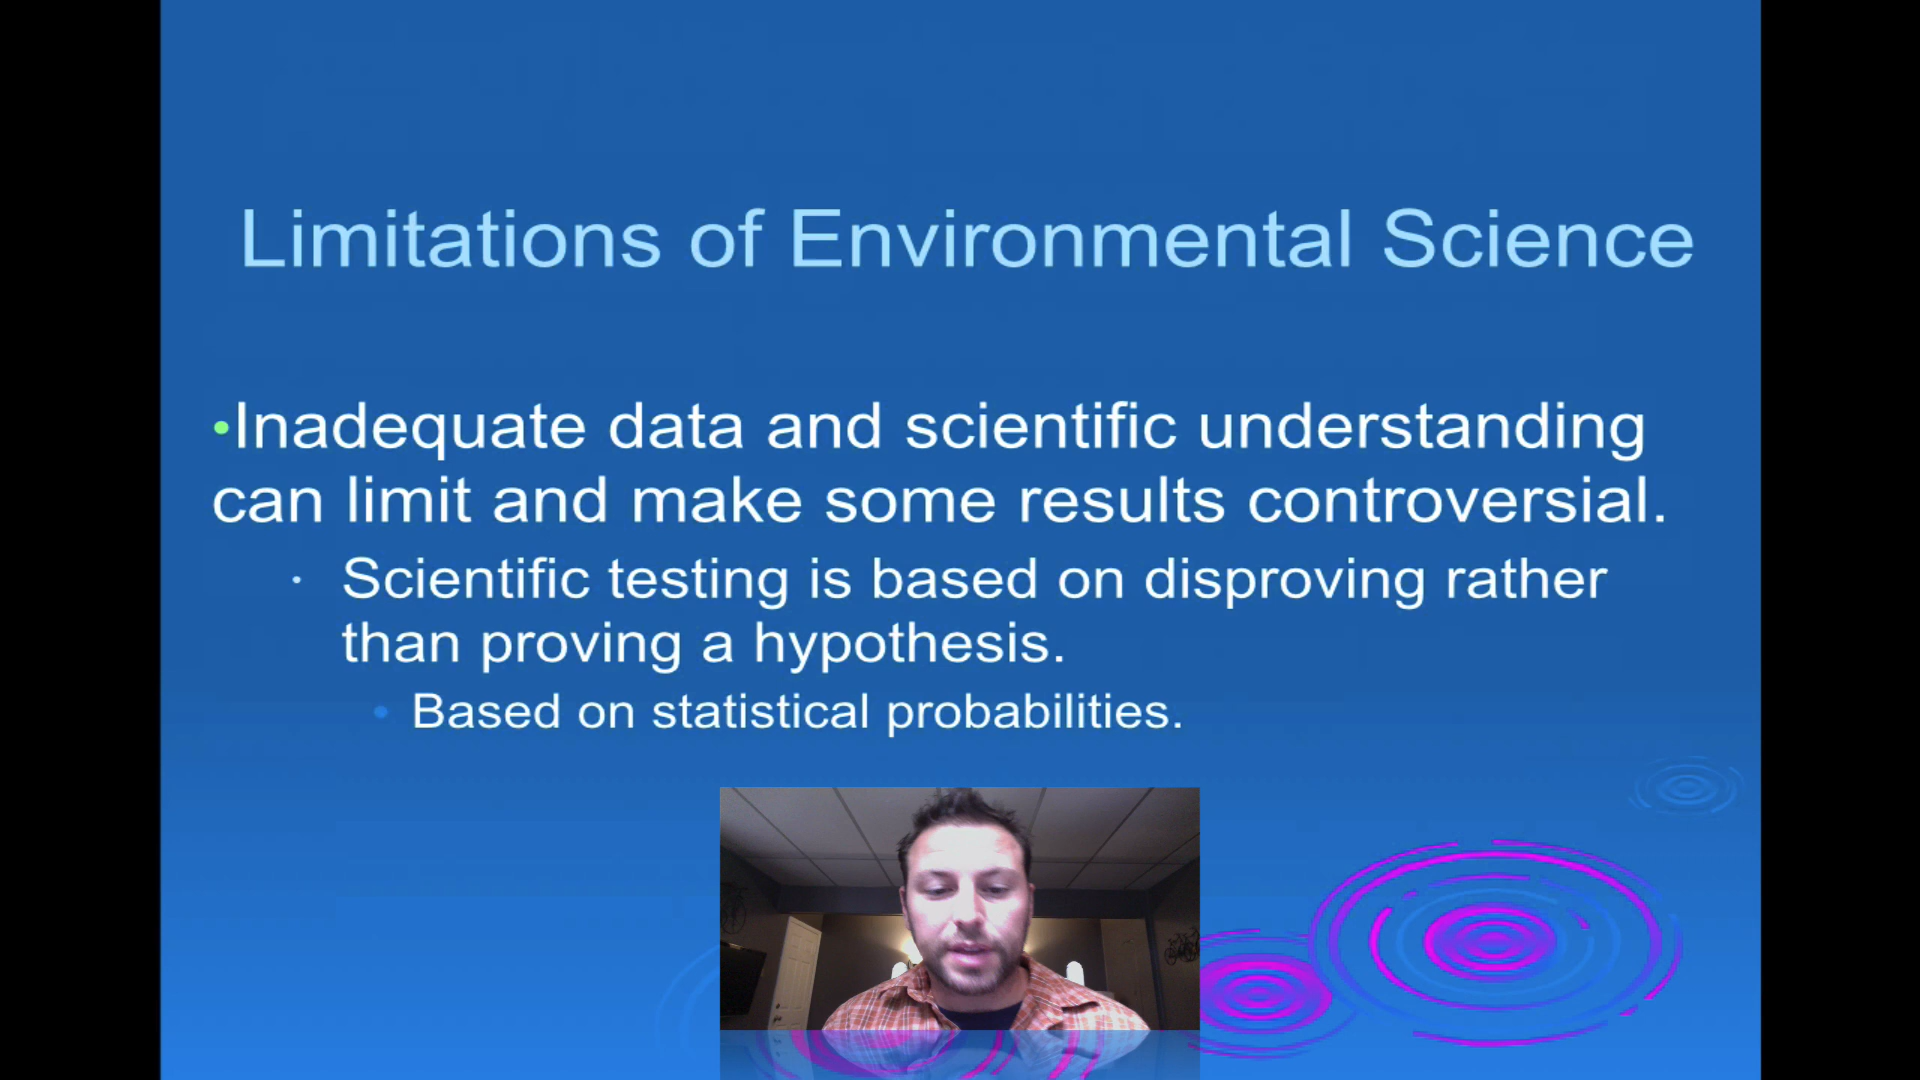 Limitations of Environmental Science
•Inadequate data and scientific understanding
can limit and make some results controversial.
• Scientific testing is based on disproving rather
than proving a hypothesis.
• Based on statistical probabilities.